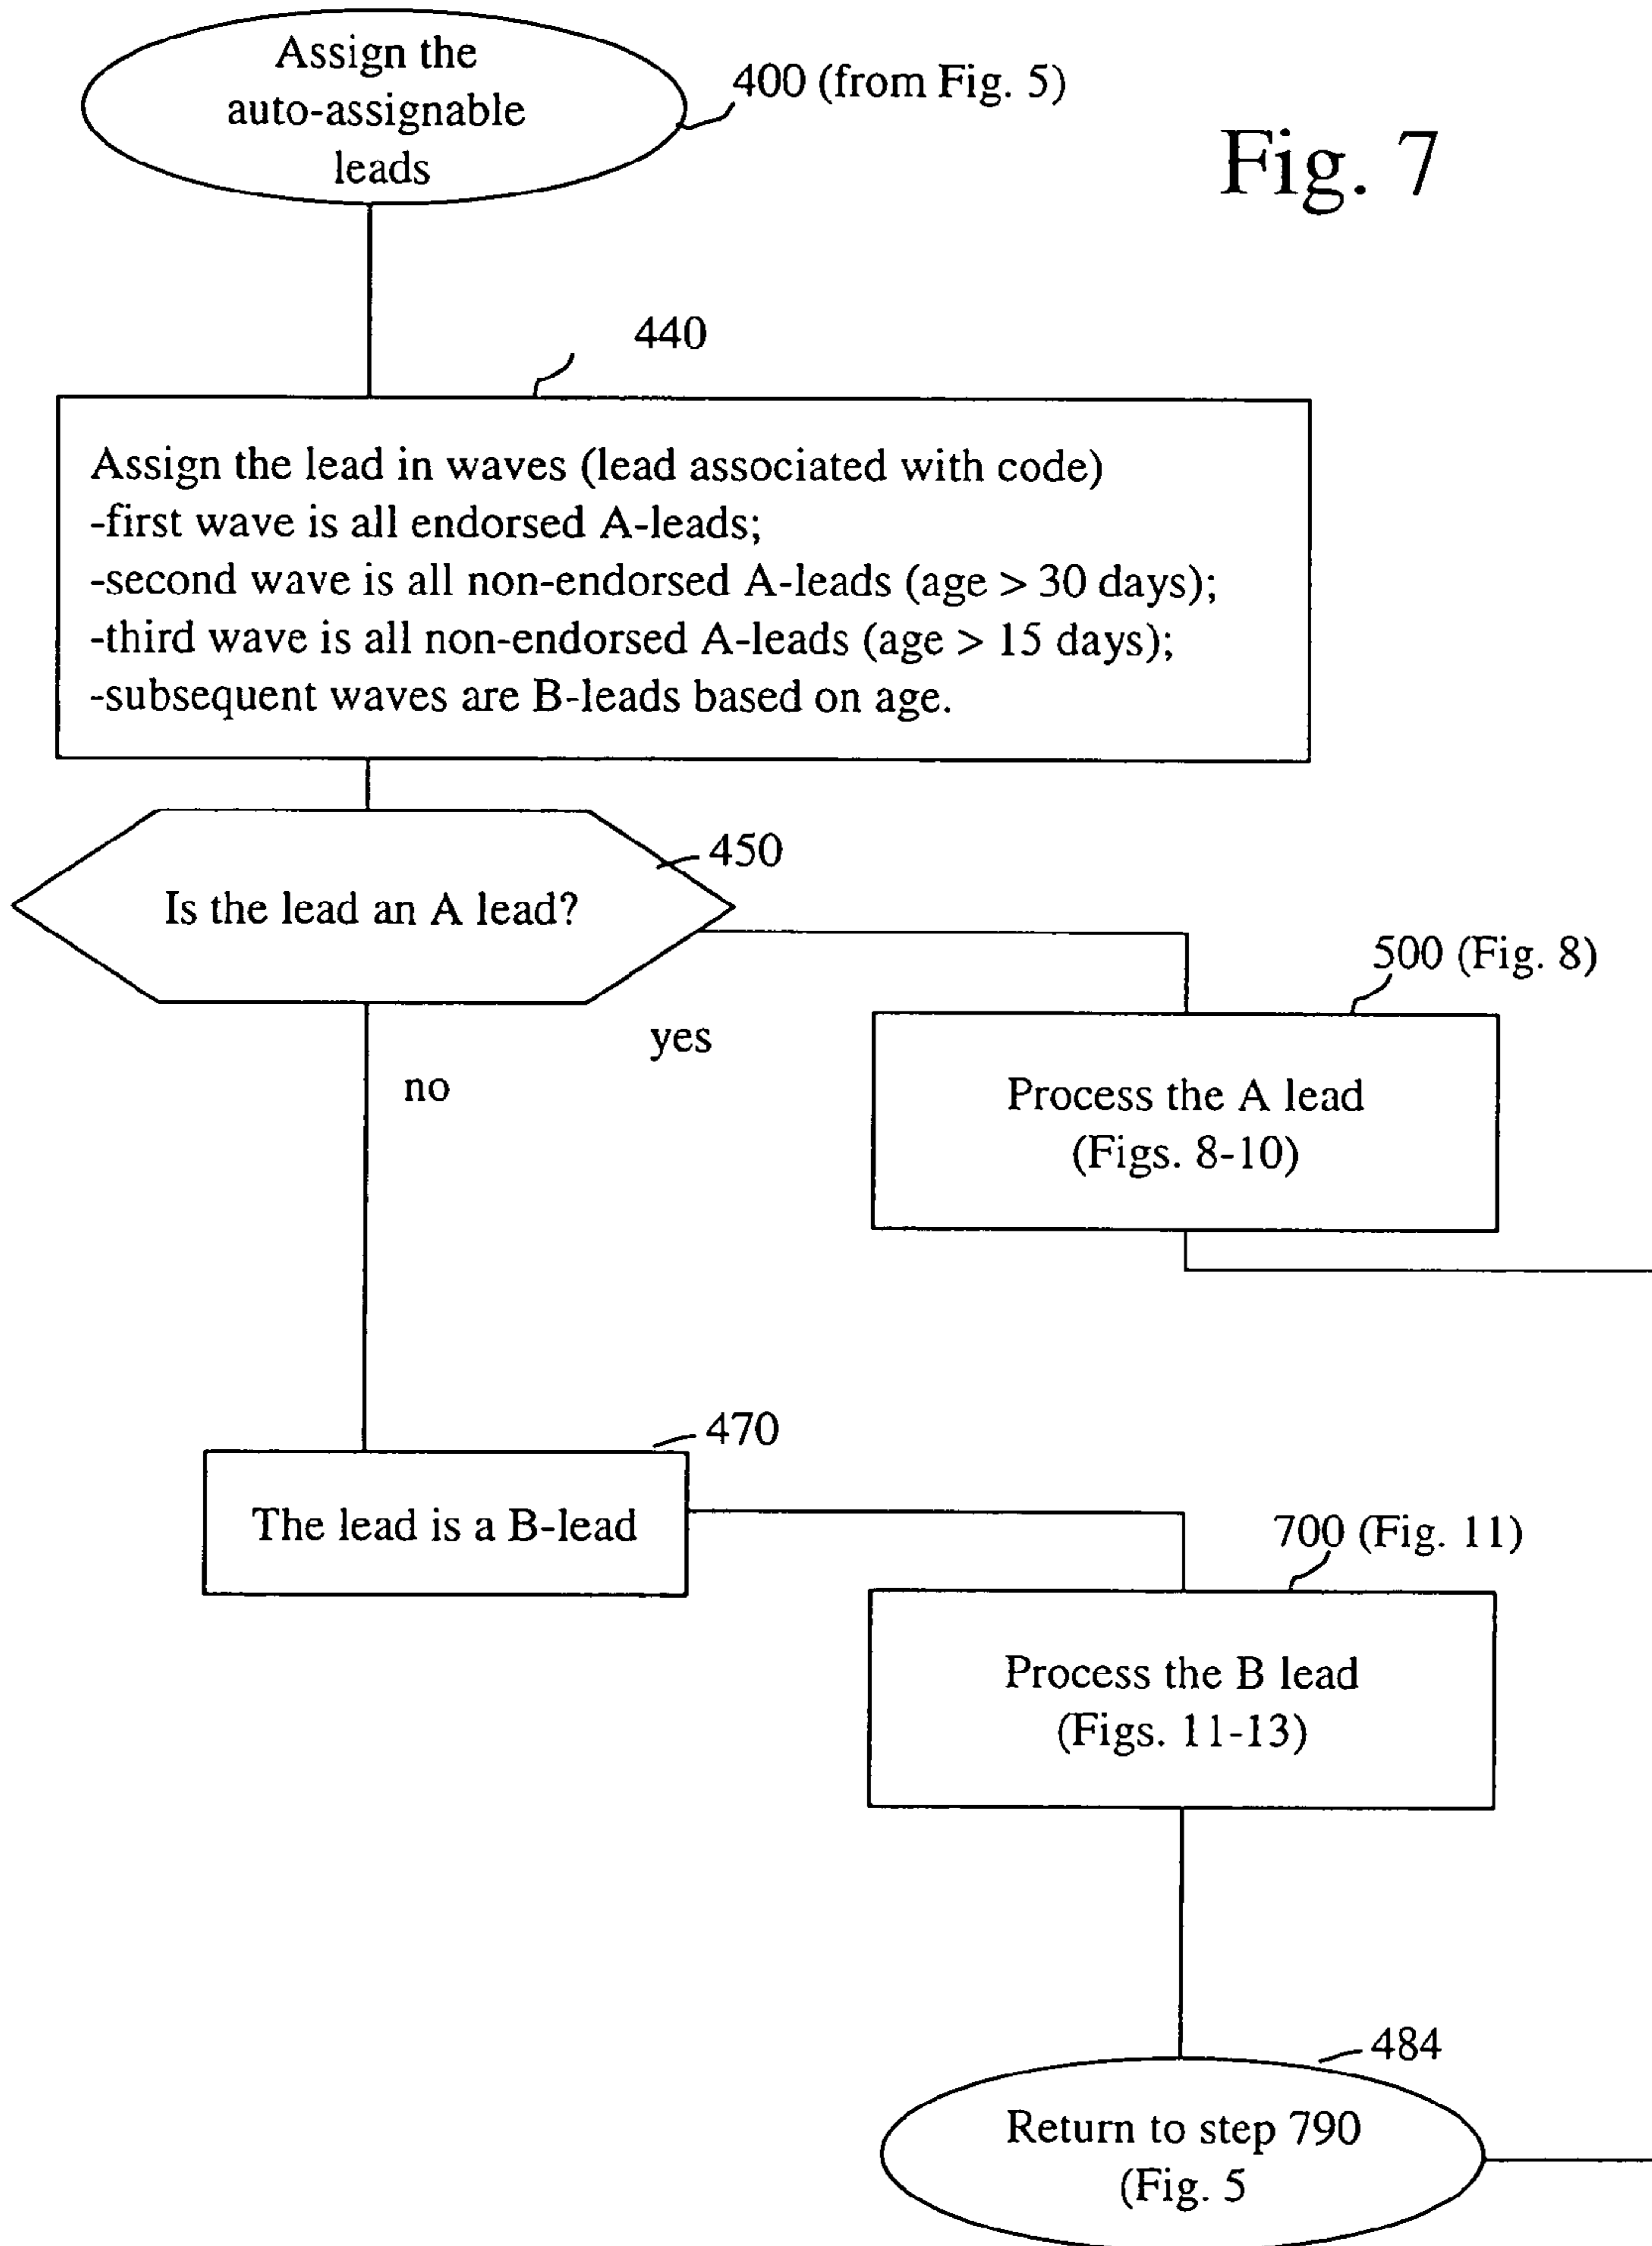 Assign the
auto-assignable
leads
400 (from Fig. 5)
Fig. 7
440
Assign the lead in waves (lead associated with code)
-first wave is all endorsed A-leads;
-second wave is all non-endorsed A-leads (age > 30 days);
-third wave is all non-endorsed A-leads (age > 15 days);
-subsequent waves are B-leads based on age.
450
Is the lead an A lead?
500 (Fig. 8)
yes
no
Process the A lead
(Figs. 8-10)
470
The lead is a B-lead
700 (Fig. 11)
Process the B lead
(Figs. 11-13)
484
Return to step 790
(Fig. 5